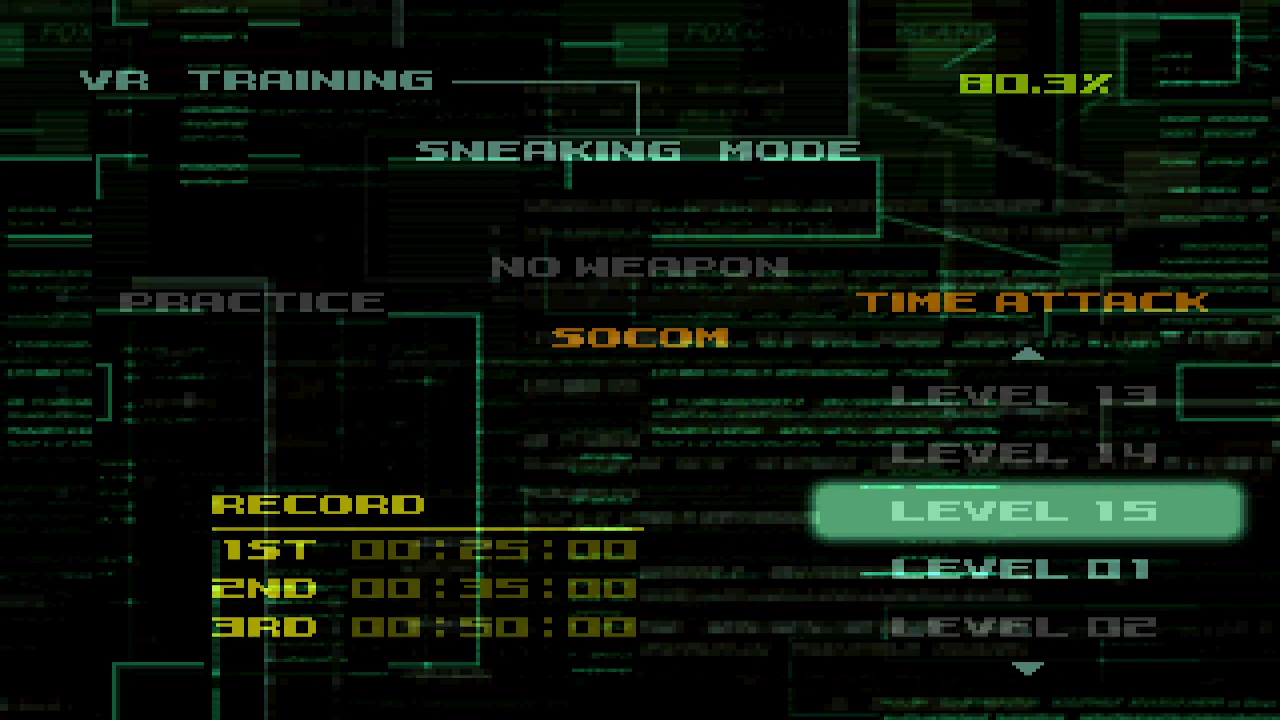 VR TRAINING
80.3%
SNEAKING MODE
NO WEAPON
PRACTICE
TIME ATTACK
SOCOM
LEVEL 13
LEVEL 14
LEVEL 15
LEVEL 01
LEVEL 02
RECORD
1ST 00:25:00
2ND 00:35:00
3RD 00:50:00